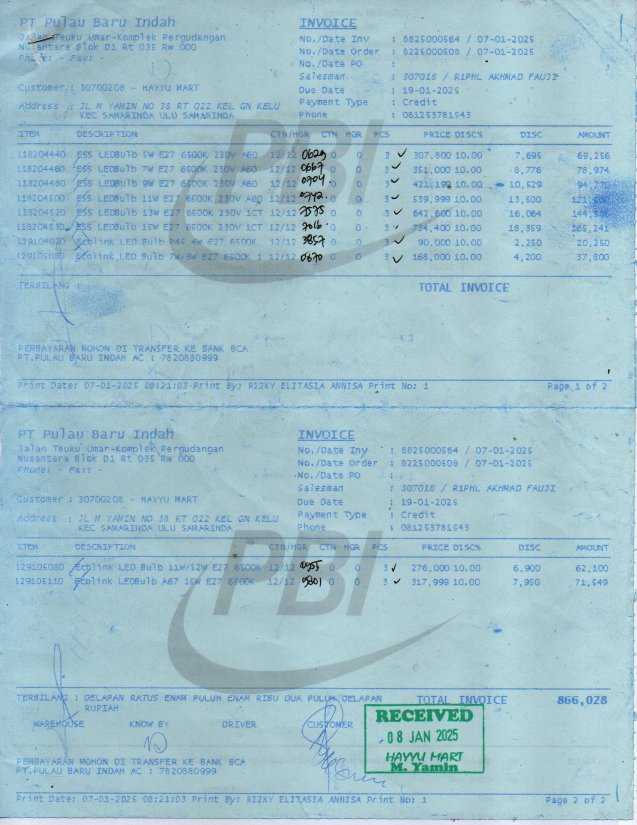 PT Pulau Baru Indah
Jalan Teuku Umar-Komplek Pergudangan
Nusantara Blok D1 Rt 035 Rw 000
Phone: - Fax: -
Customer : 30700208 - HAYYU MART
Address : JL M YAMIN NO 38 RT 022 KEL GN KELU
KEC SAMARINDA ULU SAMARINDA
INVOICE
No./Date Inv : 8825000564 / 07-01-2025
No./Date Order : 8225000508 / 07-01-2025
No./Date PO :
Salesman : 307018 / RIPHL AKHMAD FAUJI
Due Date : 19-01-2025
Payment Type : Credit
Phone : 081253781543
ITEM DESCRIPTION CTN/HGR CTN HGR PCS PRICE DISC% DISC AMOUNT
118204440 ESS LEDBulb 5W E27 6500K 230V A60 12/12 0 0 3 307,800 10.00 7,695 69,256
118204460 ESS LEDBulb 7W E27 6500K 230V A60 12/12 0667 0 0 3 351,000 10.00 8,776 78,974
118204480 ESS LEDBulb 9W E27 6500K 230V A60 12/12 0704 0 0 3 421,192 10.00 10,529
118204500 ESS LEDBulb 11W E27 6500K 230V A60 12/12 0742 0 0 3 539,999 10.00 13,500
118204520 ESS LEDBulb 13W E27 6500K 230V 1CT 12/12 0 0 3 642,600 10.00 16,064
118204530 ESS LEDBulb 15W E27 6500K 230V 1CT 12/12 0 0 3 734,400 10.00 18,359 165,241
129104020 Ecolink LED Bulb P45 4W E27 6500K 12/12 3857 0 0 3 90,000 10.00 2,250 20,250
129105030 Ecolink LED Bulb 7W/8W E27 6500K 1 12/12 0670 0 0 3 168,000 10.00 4,200 37,800
PBI
TERBILANG : TOTAL INVOICE
PEMBAYARAN MOHON DI TRANSFER KE BANK BCA
PT.PULAU BARU INDAH AC : 7820880999
Print Date: 07-01-2025 08:21:03 Print By: RIZKY ELITASIA ANNISA Print No: 1 Page 1 of 2
PT Pulau Baru Indah
Jalan Teuku Umar-Komplek Pergudangan
Nusantara Blok D1 Rt 035 Rw 000
Phone: - Fax: -
Customer : 30700208 - HAYYU MART
Address : JL M YAMIN NO 38 RT 022 KEL GN KELU
KEC SAMARINDA ULU SAMARINDA
INVOICE
No./Date Inv : 8825000564 / 07-01-2025
No./Date Order : 8225000508 / 07-01-2025
No./Date PO :
Salesman : 307018 / RIPHL AKHMAD FAUJI
Due Date : 19-01-2025
Payment Type : Credit
Phone : 081253781543
ITEM DESCRIPTION CTN/HGR CTN HGR PCS PRICE DISC% DISC AMOUNT
129105080 Ecolink LED Bulb 11W/12W E27 6500K 12/12 0 0 3 276,000 10.00 6,900 62,100
129105110 Ecolink LEDBulb A67 15W E27 6500K 12/12 0 0 3 317,999 10.00 7,950 71,549
PBI
TERBILANG : DELAPAN RATUS ENAM PULUH ENAM RIBU DUA PULUH DELAPAN TOTAL INVOICE 866,028
RUPIAH
WAREHOUSE KNOW BY DRIVER CUSTOMER
RECEIVED
08 JAN 2025
HAYYU MART
M. Yamin
PEMBAYARAN MOHON DI TRANSFER KE BANK BCA
PT.PULAU BARU INDAH AC : 7820880999
Print Date: 07-01-2025 08:21:03 Print By: RIZKY ELITASIA ANNISA Print No: 1 Page 2 of 2